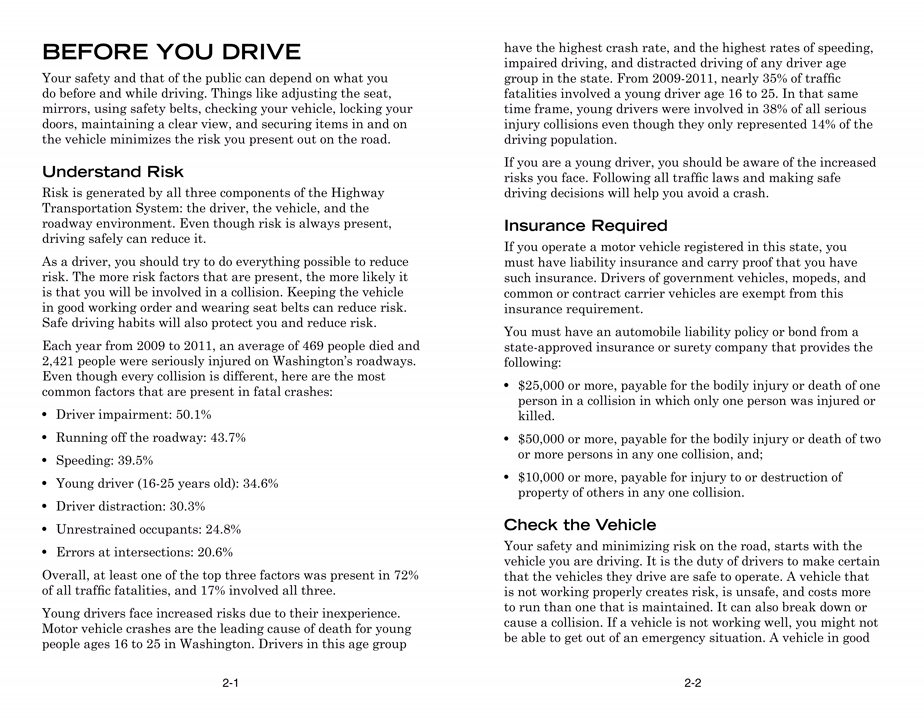 BEFORE YOU DRIVE
Your safety and that of the public can depend on what you
do before and while driving. Things like adjusting the seat,
mirrors, using safety belts, checking your vehicle, locking your
doors, maintaining a clear view, and securing items in and on
the vehicle minimizes the risk you present out on the road.
Understand Risk
Risk is generated by all three components of the Highway
Transportation System: the driver, the vehicle, and the
roadway environment. Even though risk is always present,
driving safely can reduce it.
As a driver, you should try to do everything possible to reduce
risk. The more risk factors that are present, the more likely it
is that you will be involved in a collision. Keeping the vehicle
in good working order and wearing seat belts can reduce risk.
Safe driving habits will also protect you and reduce risk.
Each year from 2009 to 2011, an average of 469 people died and
2,421 people were seriously injured on Washington's roadways.
Even though every collision is different, here are the most
common factors that are present in fatal crashes:
• Driver impairment: 50.1%
• Running off the roadway: 43.7%
• Speeding: 39.5%
• Young driver (16-25 years old): 34.6%
• Driver distraction: 30.3%
• Unrestrained occupants: 24.8%
• Errors at intersections: 20.6%
Overall, at least one of the top three factors was present in 72%
of all traffic fatalities, and 17% involved all three.
Young drivers face increased risks due to their inexperience.
Motor vehicle crashes are the leading cause of death for young
people ages 16 to 25 in Washington. Drivers in this age group
2-1
have the highest crash rate, and the highest rates of speeding,
impaired driving, and distracted driving of any driver age
group in the state. From 2009-2011, nearly 35% of traffic
fatalities involved a young driver age 16 to 25. In that same
time frame, young drivers were involved in 38% of all serious
injury collisions even though they only represented 14% of the
driving population.
If you are a young driver, you should be aware of the increased
risks you face. Following all traffic laws and making safe
driving decisions will help you avoid a crash.
Insurance Required
If you operate a motor vehicle registered in this state, you
must have liability insurance and carry proof that you have
such insurance. Drivers of government vehicles, mopeds, and
common or contract carrier vehicles are exempt from this
insurance requirement.
You must have an automobile liability policy or bond from a
state-approved insurance or surety company that provides the
following:
• $25,000 or more, payable for the bodily injury or death of one
person in a collision in which only one person was injured or
killed.
• $50,000 or more, payable for the bodily injury or death of two
or more persons in any one collision, and;
• $10,000 or more, payable for injury to or destruction of
property of others in any one collision.
Check the Vehicle
Your safety and minimizing risk on the road, starts with the
vehicle you are driving. It is the duty of drivers to make certain
that the vehicles they drive are safe to operate. A vehicle that
is not working properly creates risk, is unsafe, and costs more
to run than one that is maintained. It can also break down or
cause a collision. If a vehicle is not working well, you might not
be able to get out of an emergency situation. A vehicle in good
2-2